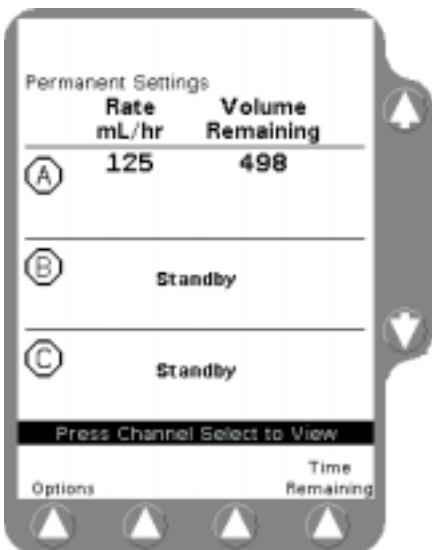 Permanent Settings
Rate Volume
mL/hr Remaining
A 125 498
B Standby
C Standby
Press Channel Select to View
Time
Options Remaining